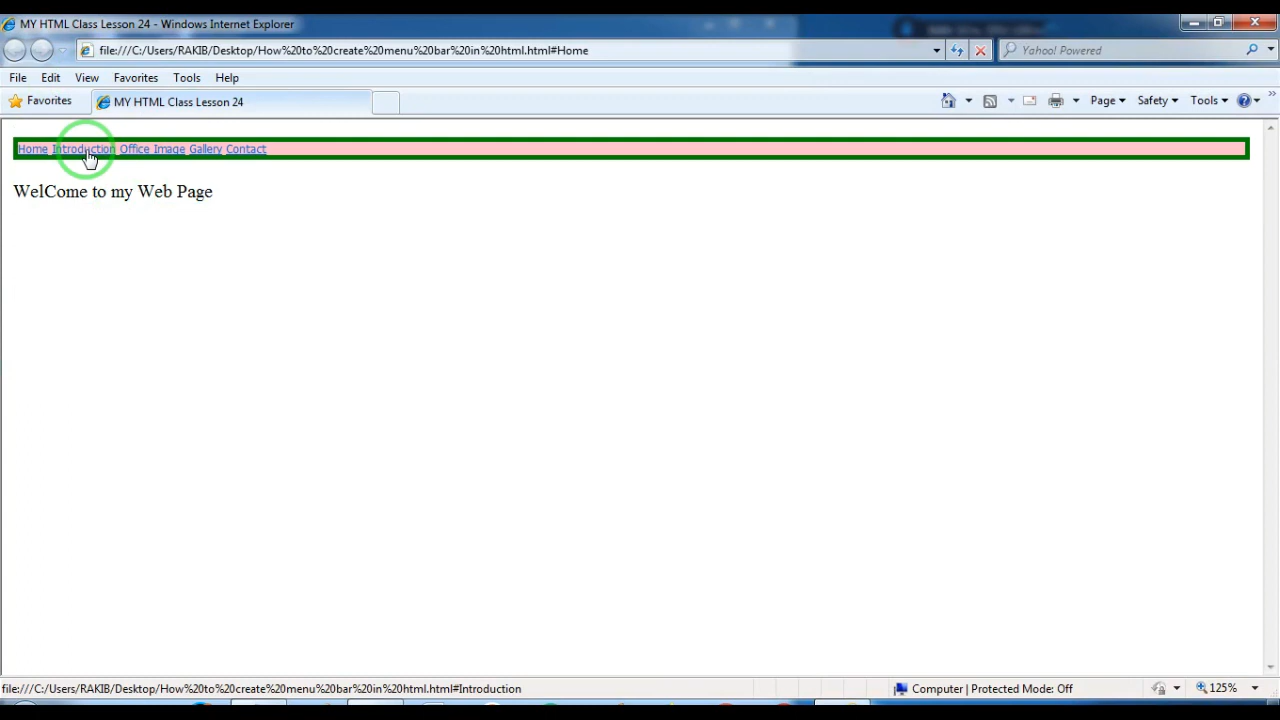 MY HTML Class Lesson 24 - Windows Internet Explorer
file:///C:/Users/RAKIB/Desktop/How%20to%20create%20menu%20bar%20in%20html.html#Home
Yahoo! Powered
File Edit View Favorites Tools Help
Favorites MY HTML Class Lesson 24 Page Safety Tools
Home Introduction Office Image Gallery Contact
WelCome to my Web Page
file:///C:/Users/RAKIB/Desktop/How%20to%20create%20menu%20bar%20in%20html.html#Introduction Computer | Protected Mode: Off 125%